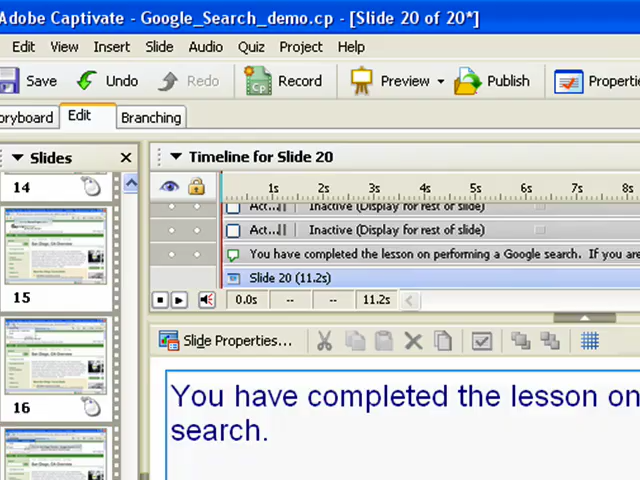 Adobe Captivate - Google_Search_demo.cp - [Slide 20 of 20*]
Edit View Insert Slide Audio Quiz Project Help
Save Undo Redo Cp Record Preview Publish Properti
oryboard Edit Branching
Slides Timeline for Slide 20
14
1s 2s 3s 4s 5s 6s 7s 8s
Act... Inactive (Display for rest of slide)
Act... Inactive (Display for rest of slide)
You have completed the lesson on performing a Google search. If you are
Slide 20 (11.2s)
15
0.0s -- -- 11.2s
Slide Properties...
You have completed the lesson on
search.
16